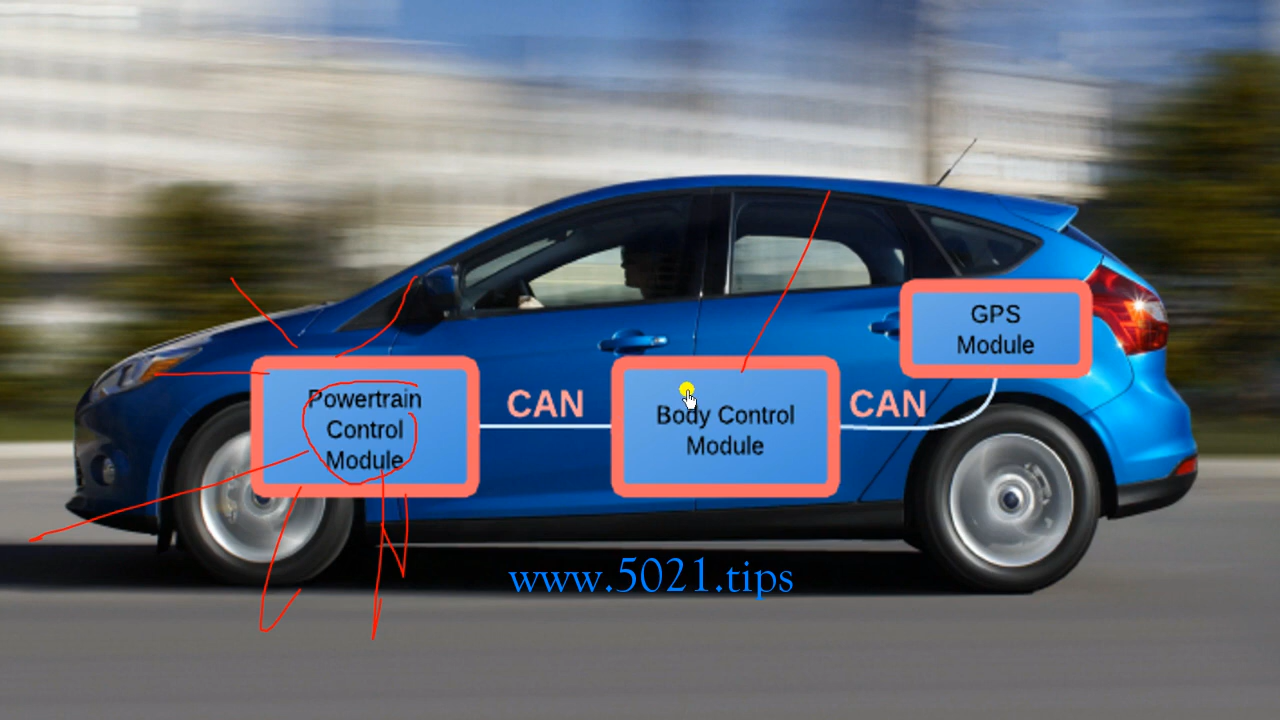 Powertrain
Control
Module
CAN
Body Control
Module
CAN
GPS
Module
www.5021.tips